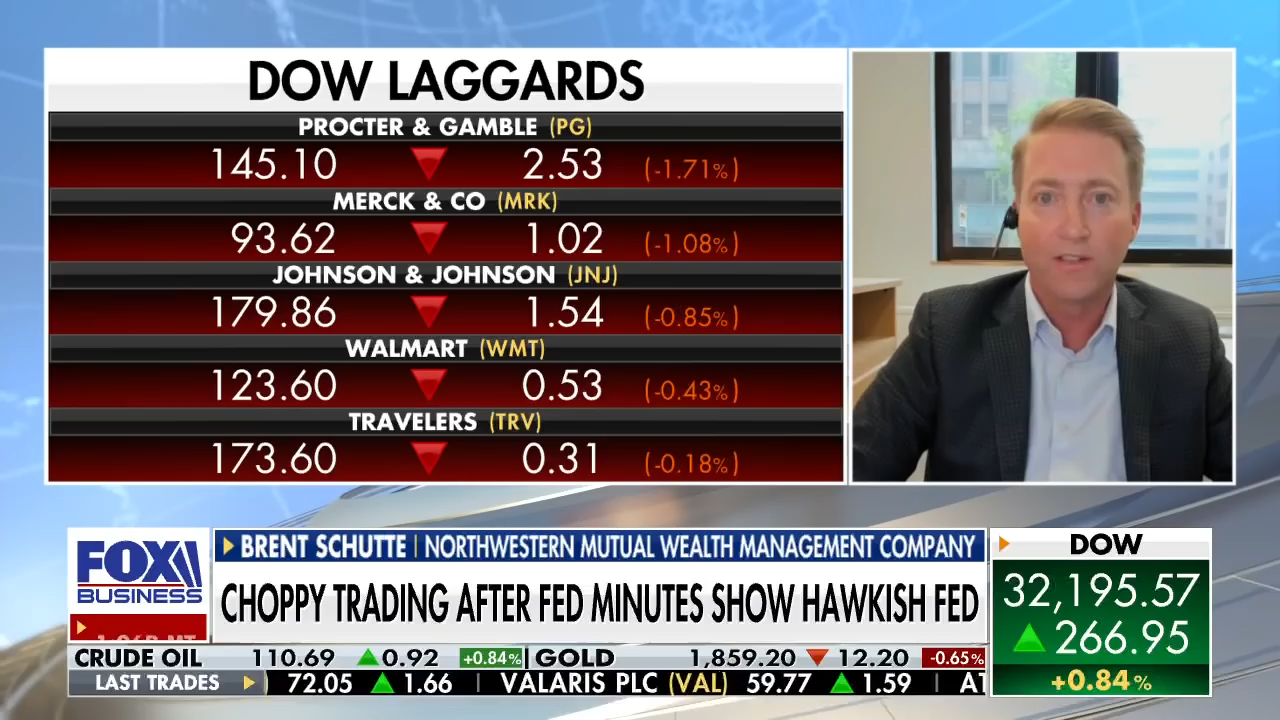 DOW LAGGARDS
PROCTER & GAMBLE (PG)
145.10 ▼ 2.53 (-1.71%)
MERCK & CO (MRK)
93.62 ▼ 1.02 (-1.08%)
JOHNSON & JOHNSON (JNJ)
179.86 ▼ 1.54 (-0.85%)
WALMART (WMT)
123.60 ▼ 0.53 (-0.43%)
TRAVELERS (TRV)
173.60 ▼ 0.31 (-0.18%)
FOX
BUSINESS
BRENT SCHUTTE | NORTHWESTERN MUTUAL WEALTH MANAGEMENT COMPANY
CHOPPY TRADING AFTER FED MINUTES SHOW HAWKISH FED
DOW
32,195.57
▲ 266.95
+0.84%
CRUDE OIL 110.69 ▲ 0.92 +0.84% | GOLD 1,859.20 ▼ 12.20 -0.65%
LAST TRADES 72.05 ▲ 1.66 | VALARIS PLC (VAL) 59.77 ▲ 1.59 |